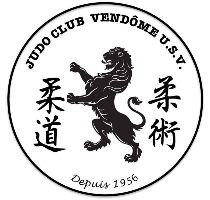 JUDO CLUB VENDÔME U.S.V.
柔道
柔術
Depuis 1956